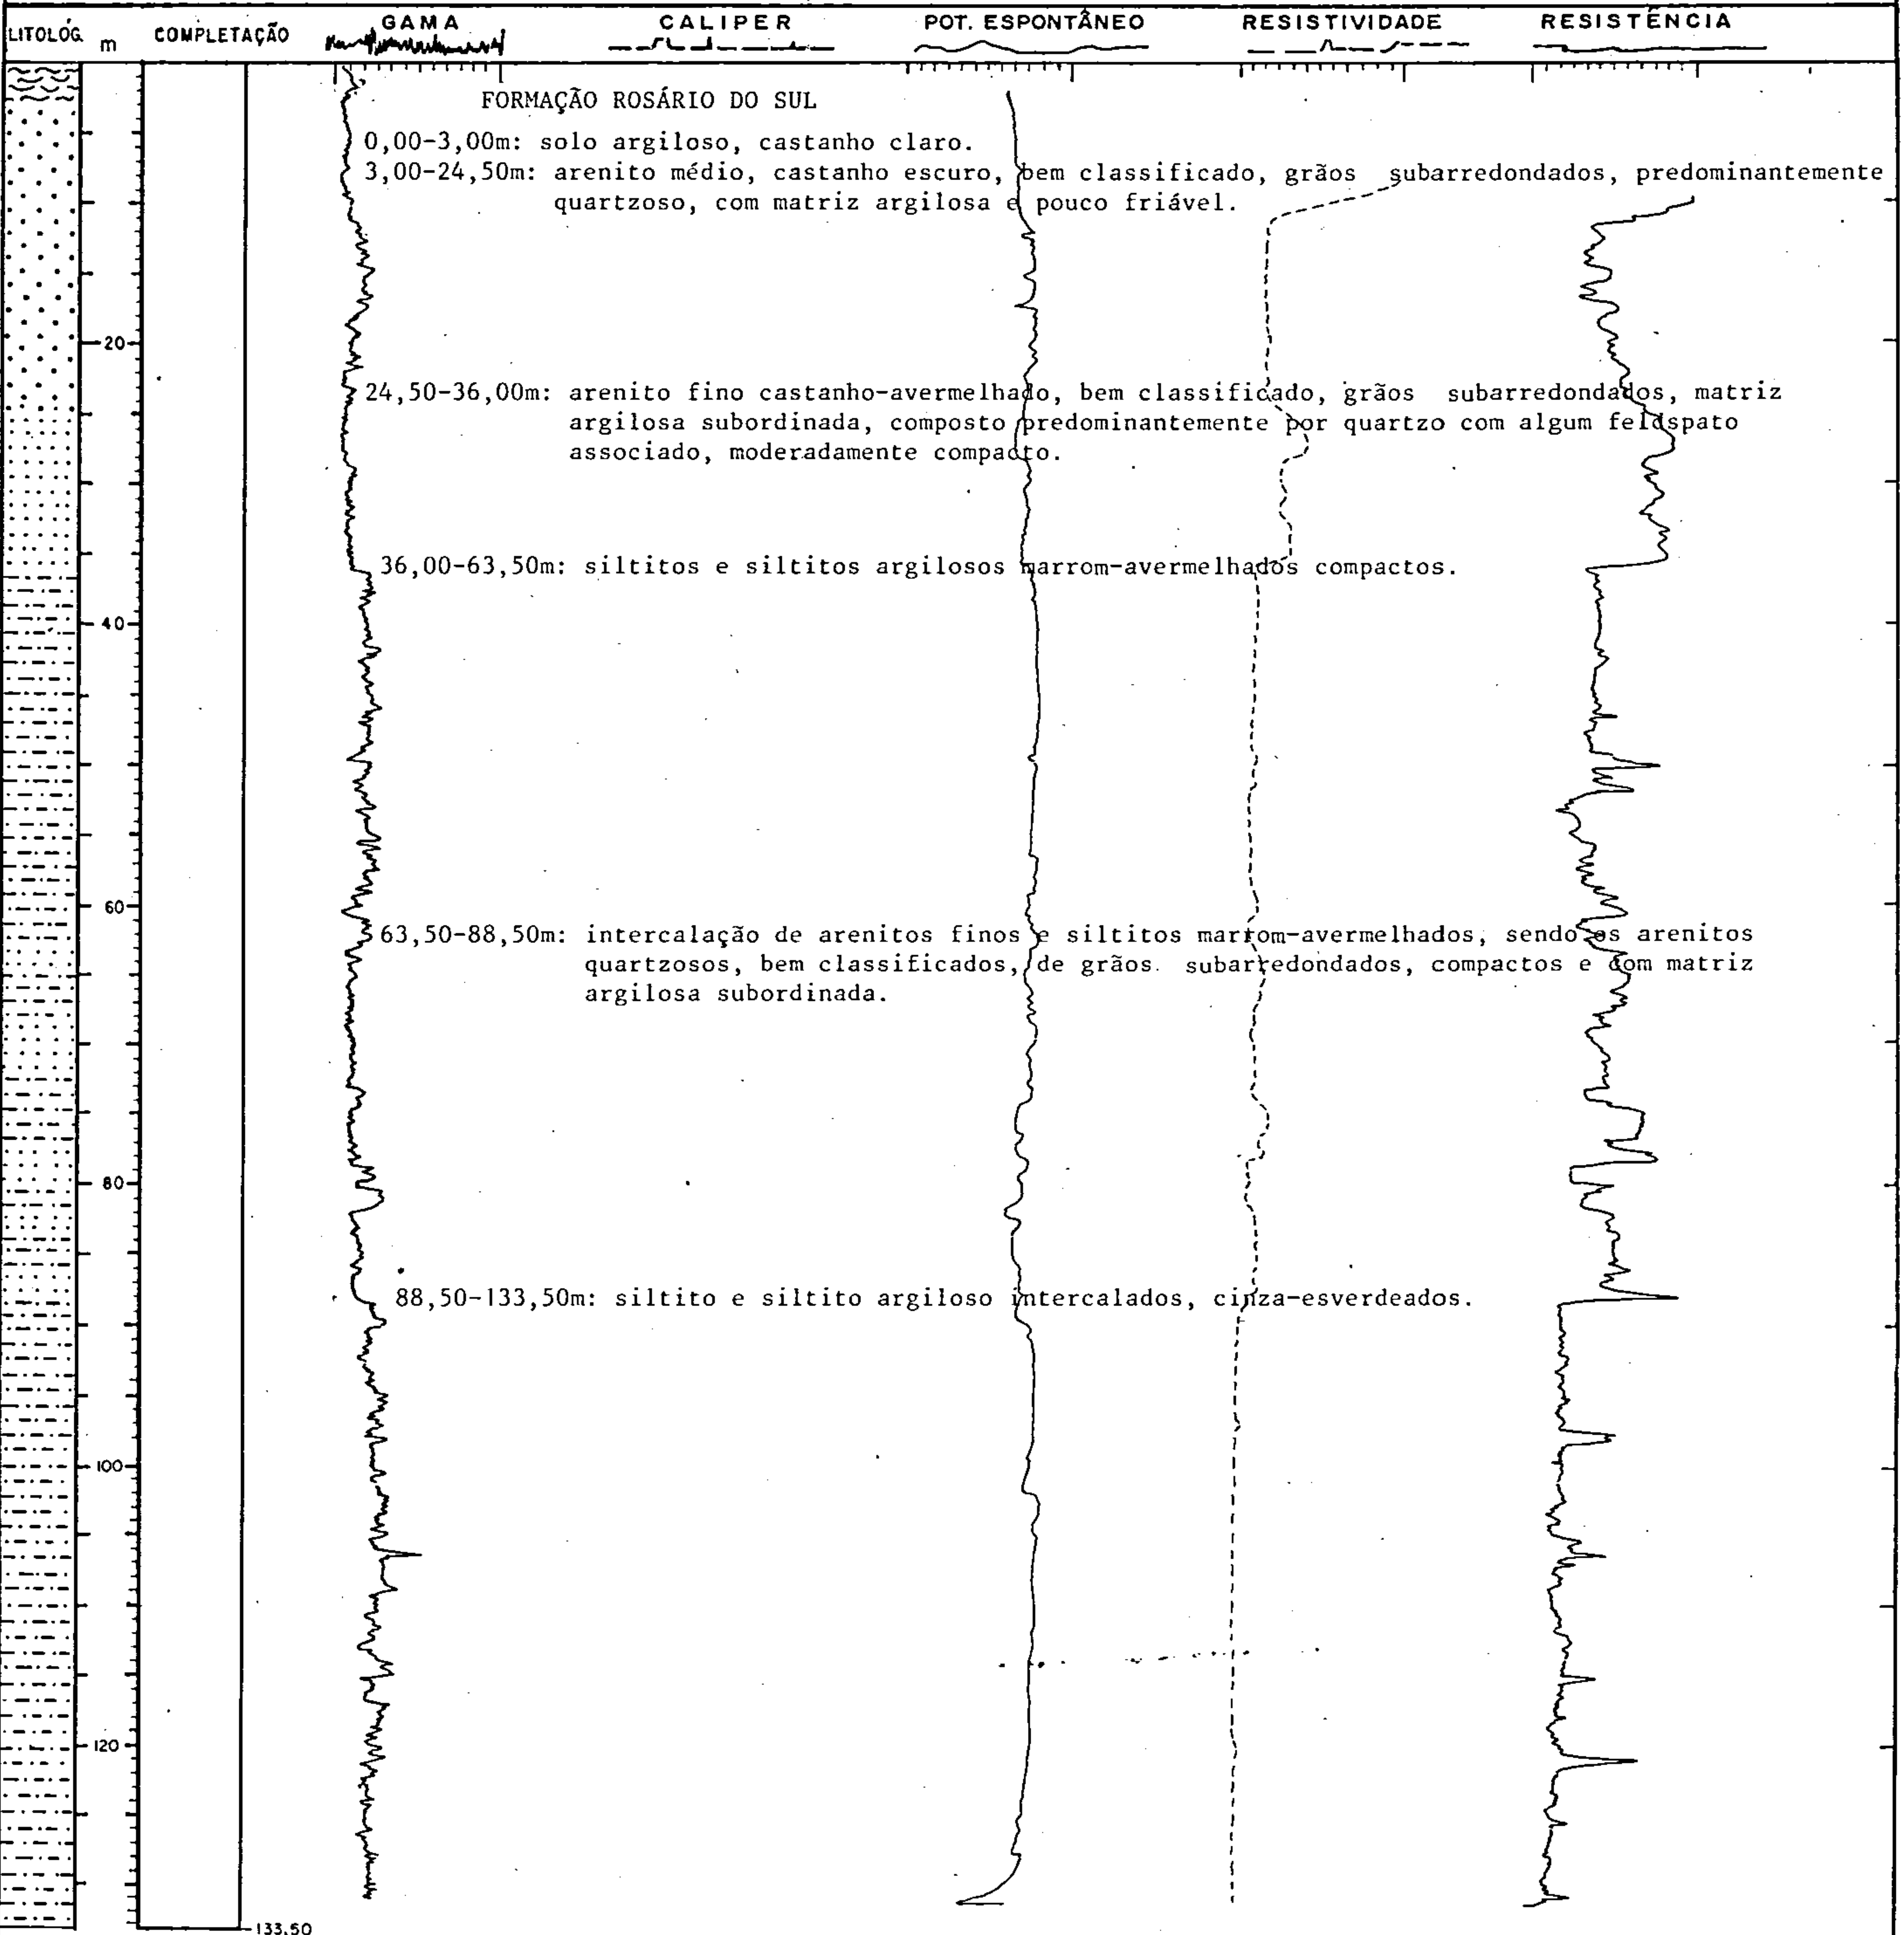 LITOLÓG. m COMPLETAÇÃO GAMA CALIPER POT. ESPONTÂNEO RESISTIVIDADE RESISTÊNCIA
FORMAÇÃO ROSÁRIO DO SUL
0,00-3,00m: solo argiloso, castanho claro.
3,00-24,50m: arenito médio, castanho escuro, bem classificado, grãos subarredondados, predominantemente
quartzoso, com matriz argilosa e pouco friável.
20
24,50-36,00m: arenito fino castanho-avermelhado, bem classificado, grãos subarredondados, matriz
argilosa subordinada, composto predominantemente por quartzo com algum feldspato
associado, moderadamente compacto.
36,00-63,50m: siltitos e siltitos argilosos marrom-avermelhados compactos.
40
60
63,50-88,50m: intercalação de arenitos finos e siltitos marrom-avermelhados, sendo os arenitos
quartzosos, bem classificados, de grãos subarredondados, compactos e com matriz
argilosa subordinada.
80
88,50-133,50m: siltito e siltito argiloso intercalados, cinza-esverdeados.
100
120
133,50